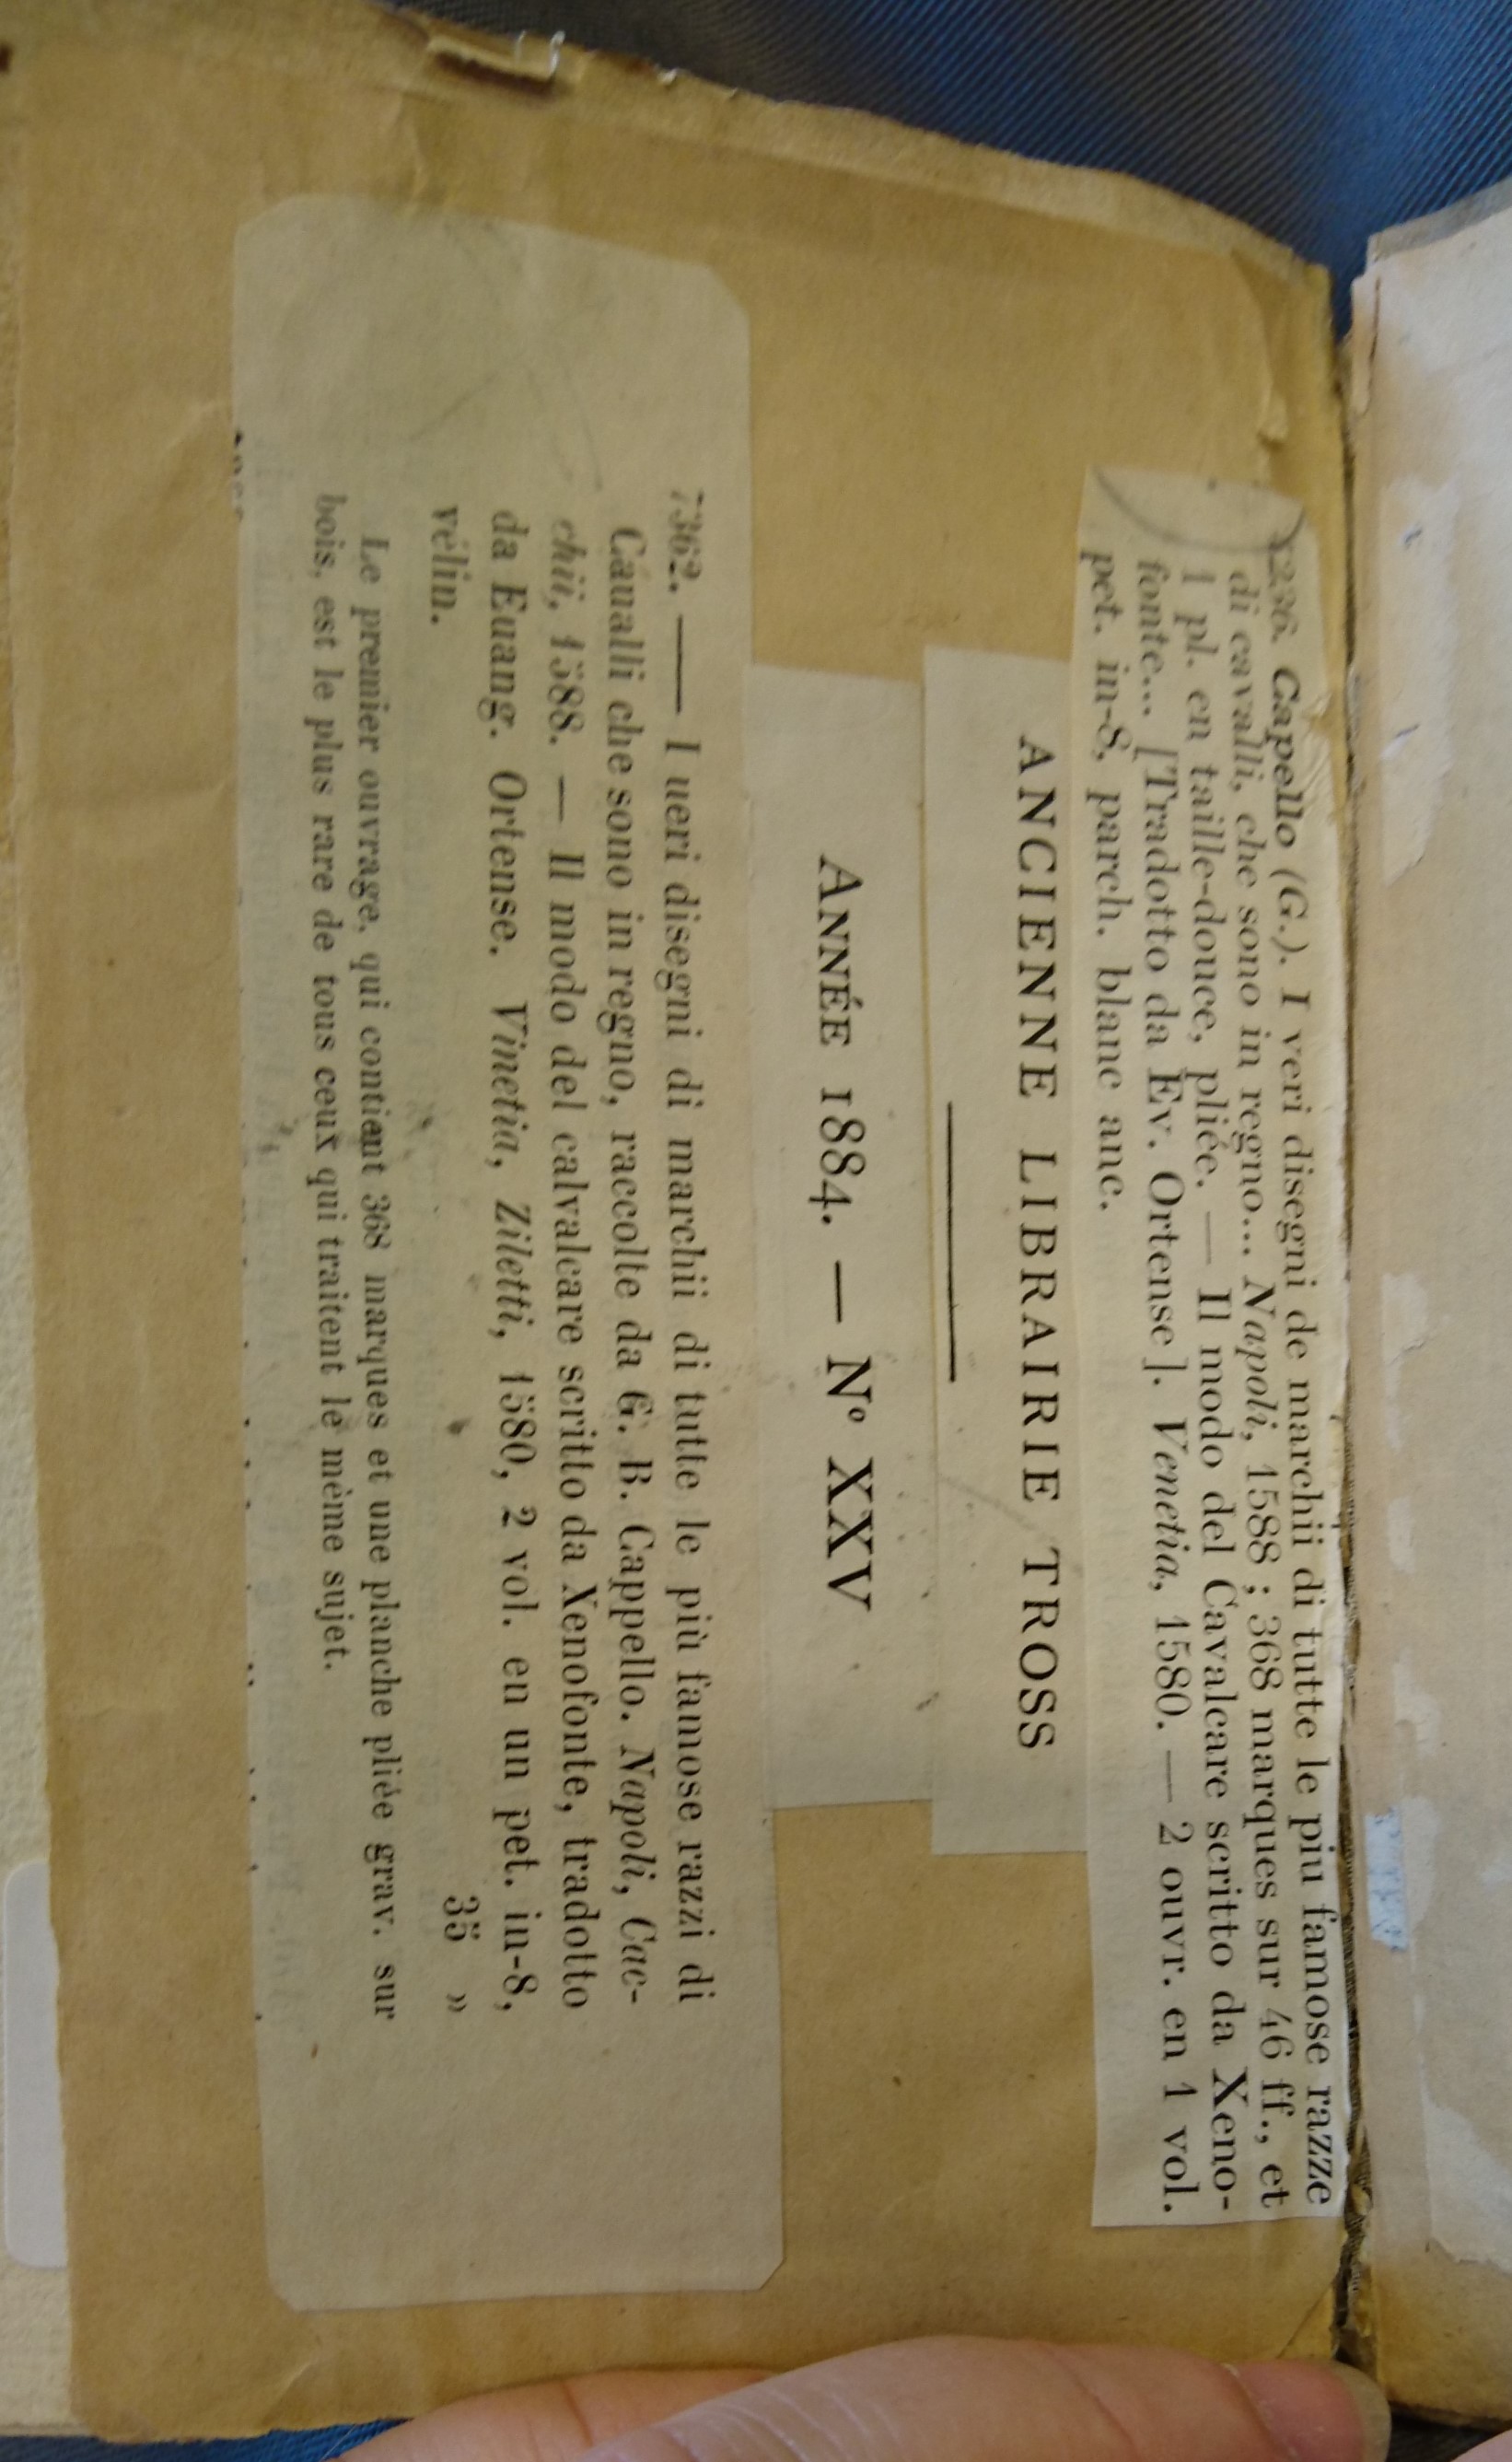 1236. Capello (G.). I veri disegni de marchii di tutte le piu famose razze
di cavalli, che sono in regno... Napoli, 1588 ; 368 marques sur 46 ff., et
1 pl. en taille-douce, pliée. — Il modo del Cavalcare scritto da Xeno-
fonte... [Tradotto da Ev. Ortense]. Venetia, 1580. — 2 ouvr. en 1 vol.
pet. in-8, parch. blanc anc.
ANCIENNE LIBRAIRIE TROSS
ANNÉE 1884. — N° XXV
7362. —— I ueri disegni di marchii di tutte le più famose razzi di
Caualli che sono in regno, raccolte da G. B. Cappello. Napoli, Cac-
chii, 1588. — Il modo del calvalcare scritto da Xenofonte, tradotto
da Euang. Ortense. Vinetia, Ziletti, 1580, 2 vol. en un pet. in-8,
vélin. 35 »
Le premier ouvrage, qui contient 368 marques et une planche pliée grav. sur
bois, est le plus rare de tous ceux qui traitent le même sujet.